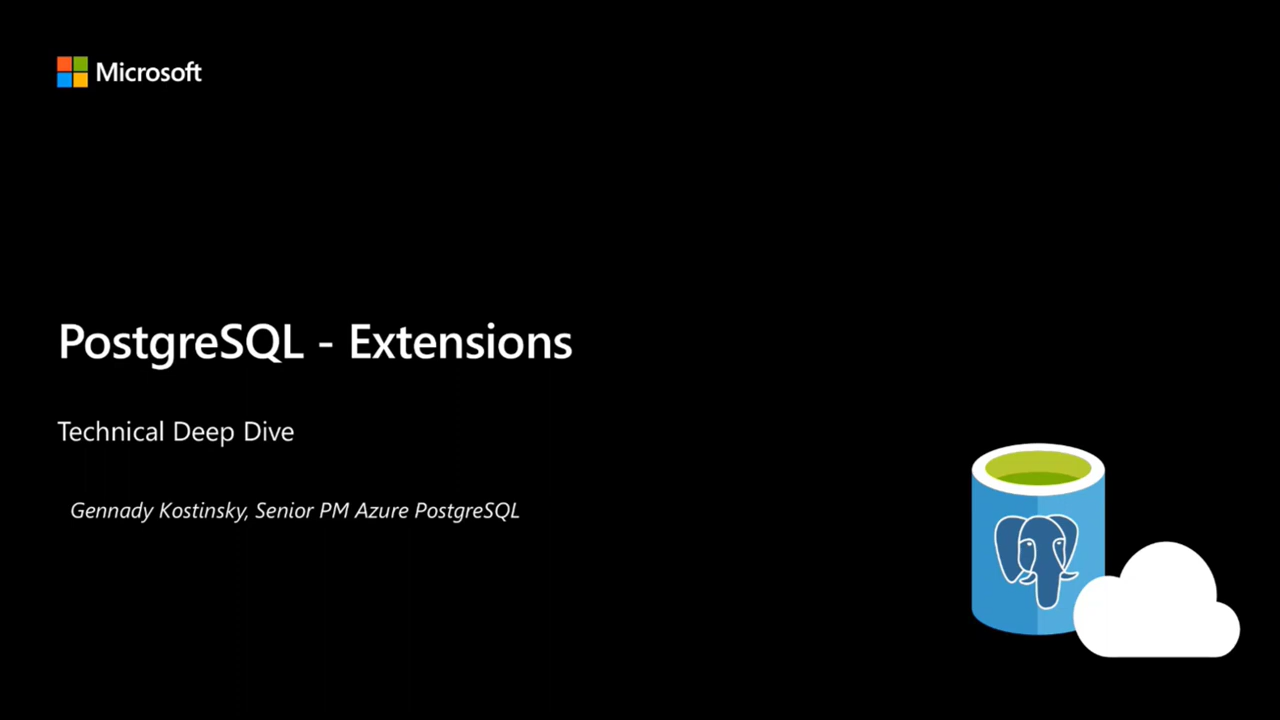 Microsoft
PostgreSQL - Extensions
Technical Deep Dive
Gennady Kostinsky, Senior PM Azure PostgreSQL